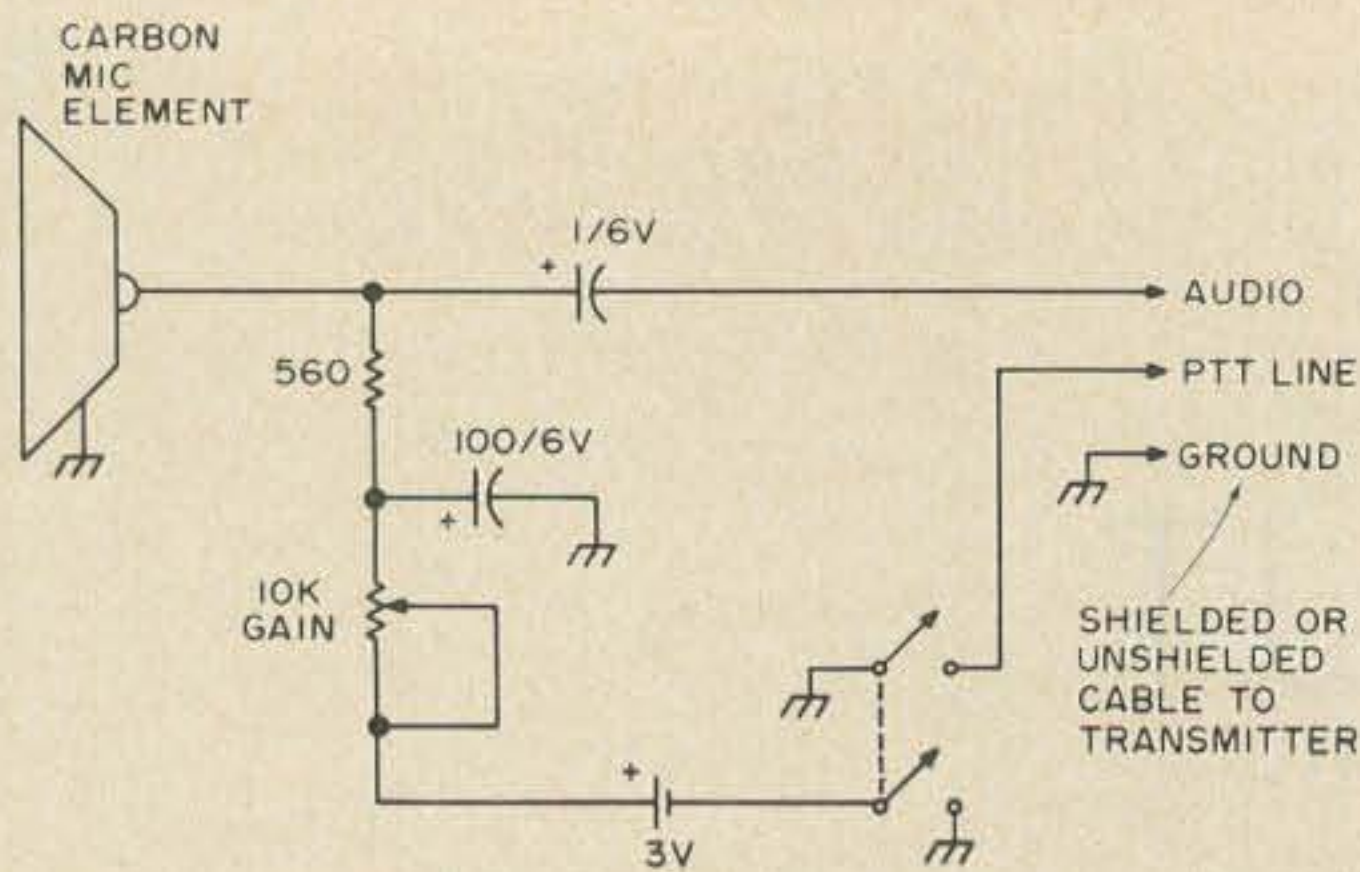 CARBON
MIC
ELEMENT
1/6V
+
AUDIO
560
PTT LINE
100/6V
+
GROUND
10K
GAIN
SHIELDED OR
UNSHIELDED
CABLE TO
TRANSMITTER
+
3V